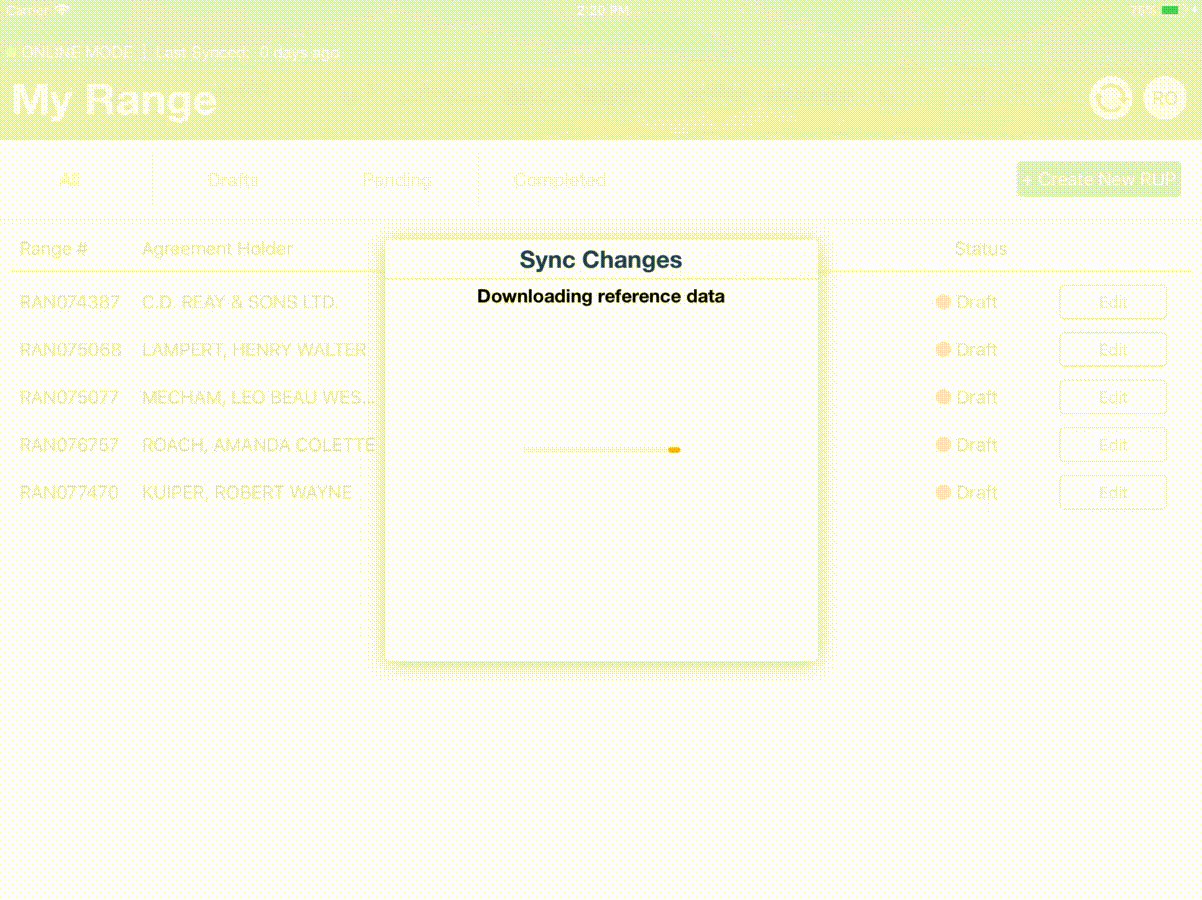 Carrier
2:20 PM
ONLINE MODE | Last Synced: 0 days ago
My Range
RO
All Drafts Pending Completed
+ Create New RUP
Range # Agreement Holder Status
Sync Changes
Downloading reference data
RAN074387 C.D. REAY & SONS LTD. Draft Edit
RAN075068 LAMPERT, HENRY WALTER Draft Edit
RAN075077 MECHAM, LEO BEAU WES... Draft Edit
RAN076757 ROACH, AMANDA COLETTE Draft Edit
RAN077470 KUIPER, ROBERT WAYNE Draft Edit